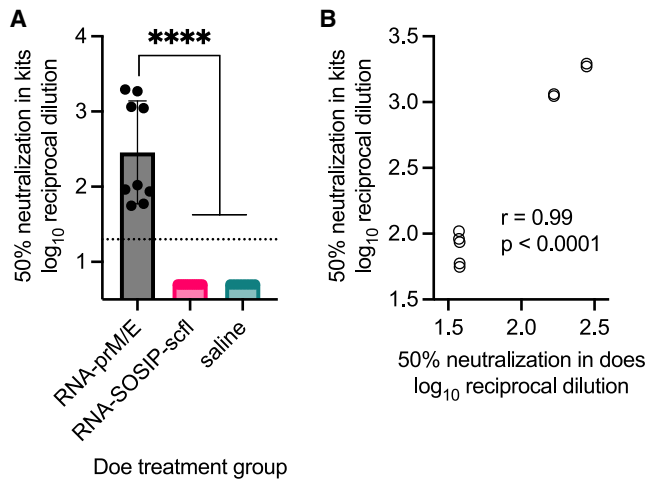 A
50% neutralization in kits
log10 reciprocal dilution
4
3
2
1
****
RNA-prM/E
RNA-SOSIP-scfl
saline
Doe treatment group
B
50% neutralization in kits
log10 reciprocal dilution
3.5
3.0
2.5
2.0
1.5
r = 0.99
p < 0.0001
1.5 2.0 2.5
50% neutralization in does
log10 reciprocal dilution